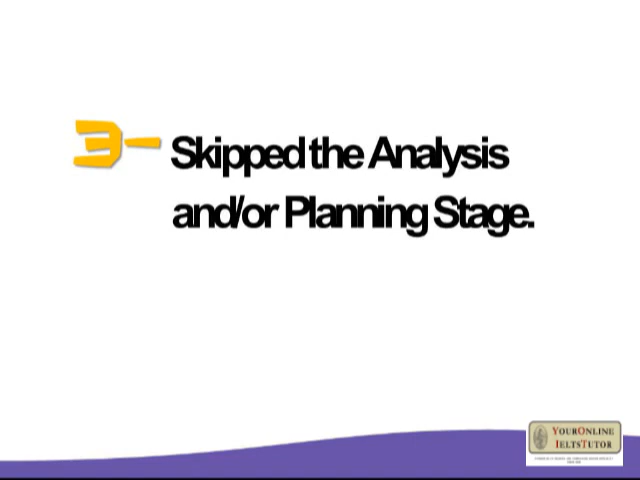 3- Skipped the Analysis
and/or Planning Stage.
YOURONLINE
IELTSTUTOR